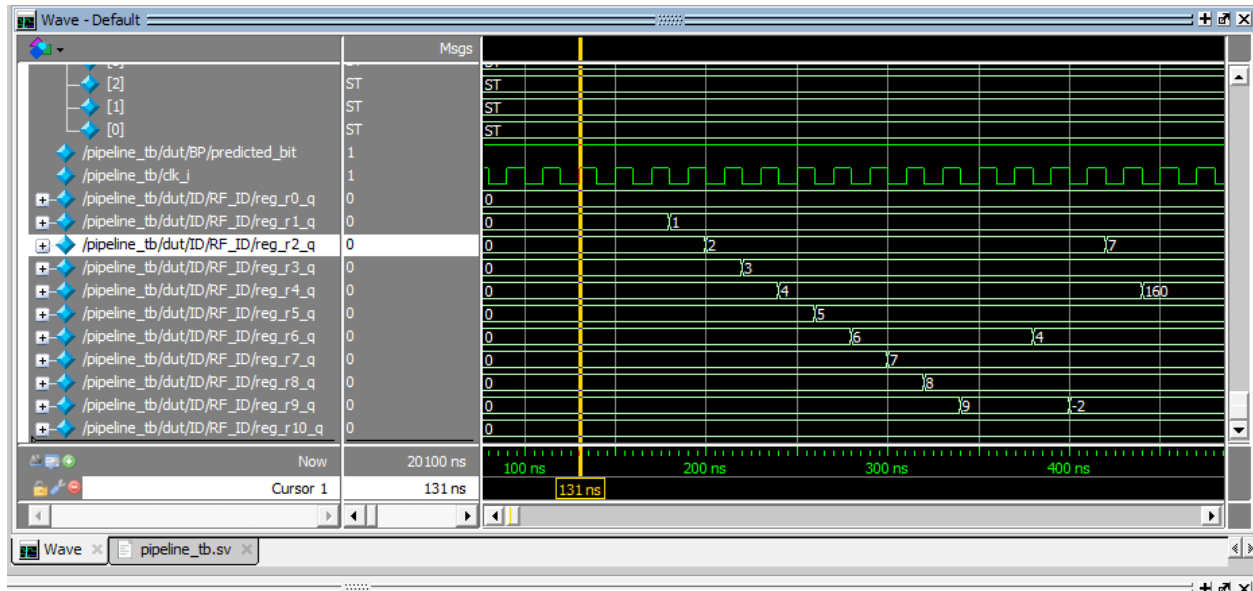 Wave - Default
Msgs
[2] ST ST
[1] ST ST
[0] ST ST
/pipeline_tb/dut/BP/predicted_bit 1
/pipeline_tb/clk_i 1
/pipeline_tb/dut/ID/RF_ID/reg_r0_q 0 0
/pipeline_tb/dut/ID/RF_ID/reg_r1_q 0 0 1
/pipeline_tb/dut/ID/RF_ID/reg_r2_q 0 0 2 7
/pipeline_tb/dut/ID/RF_ID/reg_r3_q 0 0 3
/pipeline_tb/dut/ID/RF_ID/reg_r4_q 0 0 4 160
/pipeline_tb/dut/ID/RF_ID/reg_r5_q 0 0 5
/pipeline_tb/dut/ID/RF_ID/reg_r6_q 0 0 6 4
/pipeline_tb/dut/ID/RF_ID/reg_r7_q 0 0 7
/pipeline_tb/dut/ID/RF_ID/reg_r8_q 0 0 8
/pipeline_tb/dut/ID/RF_ID/reg_r9_q 0 0 9 -2
/pipeline_tb/dut/ID/RF_ID/reg_r10_q 0 0
Now 20100 ns 100 ns 200 ns 300 ns 400 ns
Cursor 1 131 ns 131 ns
Wave pipeline_tb.sv